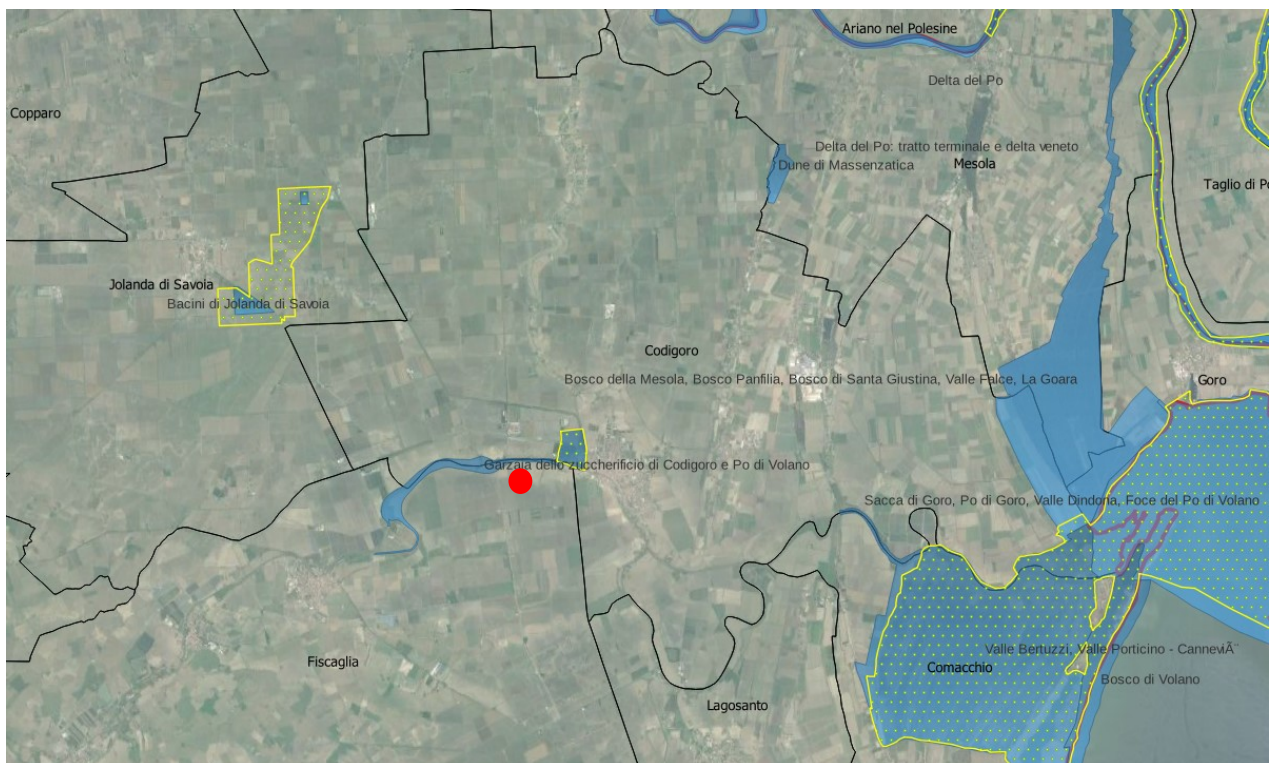 Ariano nel Polesine
Delta del Po
Copparo
Delta del Po: tratto terminale e delta veneto
Dune di Massenzatica
Mesola
Taglio di Po
Jolanda di Savoia
Bacini di Jolanda di Savoia
Codigoro
Bosco della Mesola, Bosco Panfilia, Bosco di Santa Giustina, Valle Falce, La Goara
Goro
Garzaia dello zuccherificio di Codigoro e Po di Volano
Sacca di Goro, Po di Goro, Valle Dindona, Foce del Po di Volano
Fiscaglia
Valle Bertuzzi, Valle Porticino - CanneviÃ¨
Comacchio
Bosco di Volano
Lagosanto